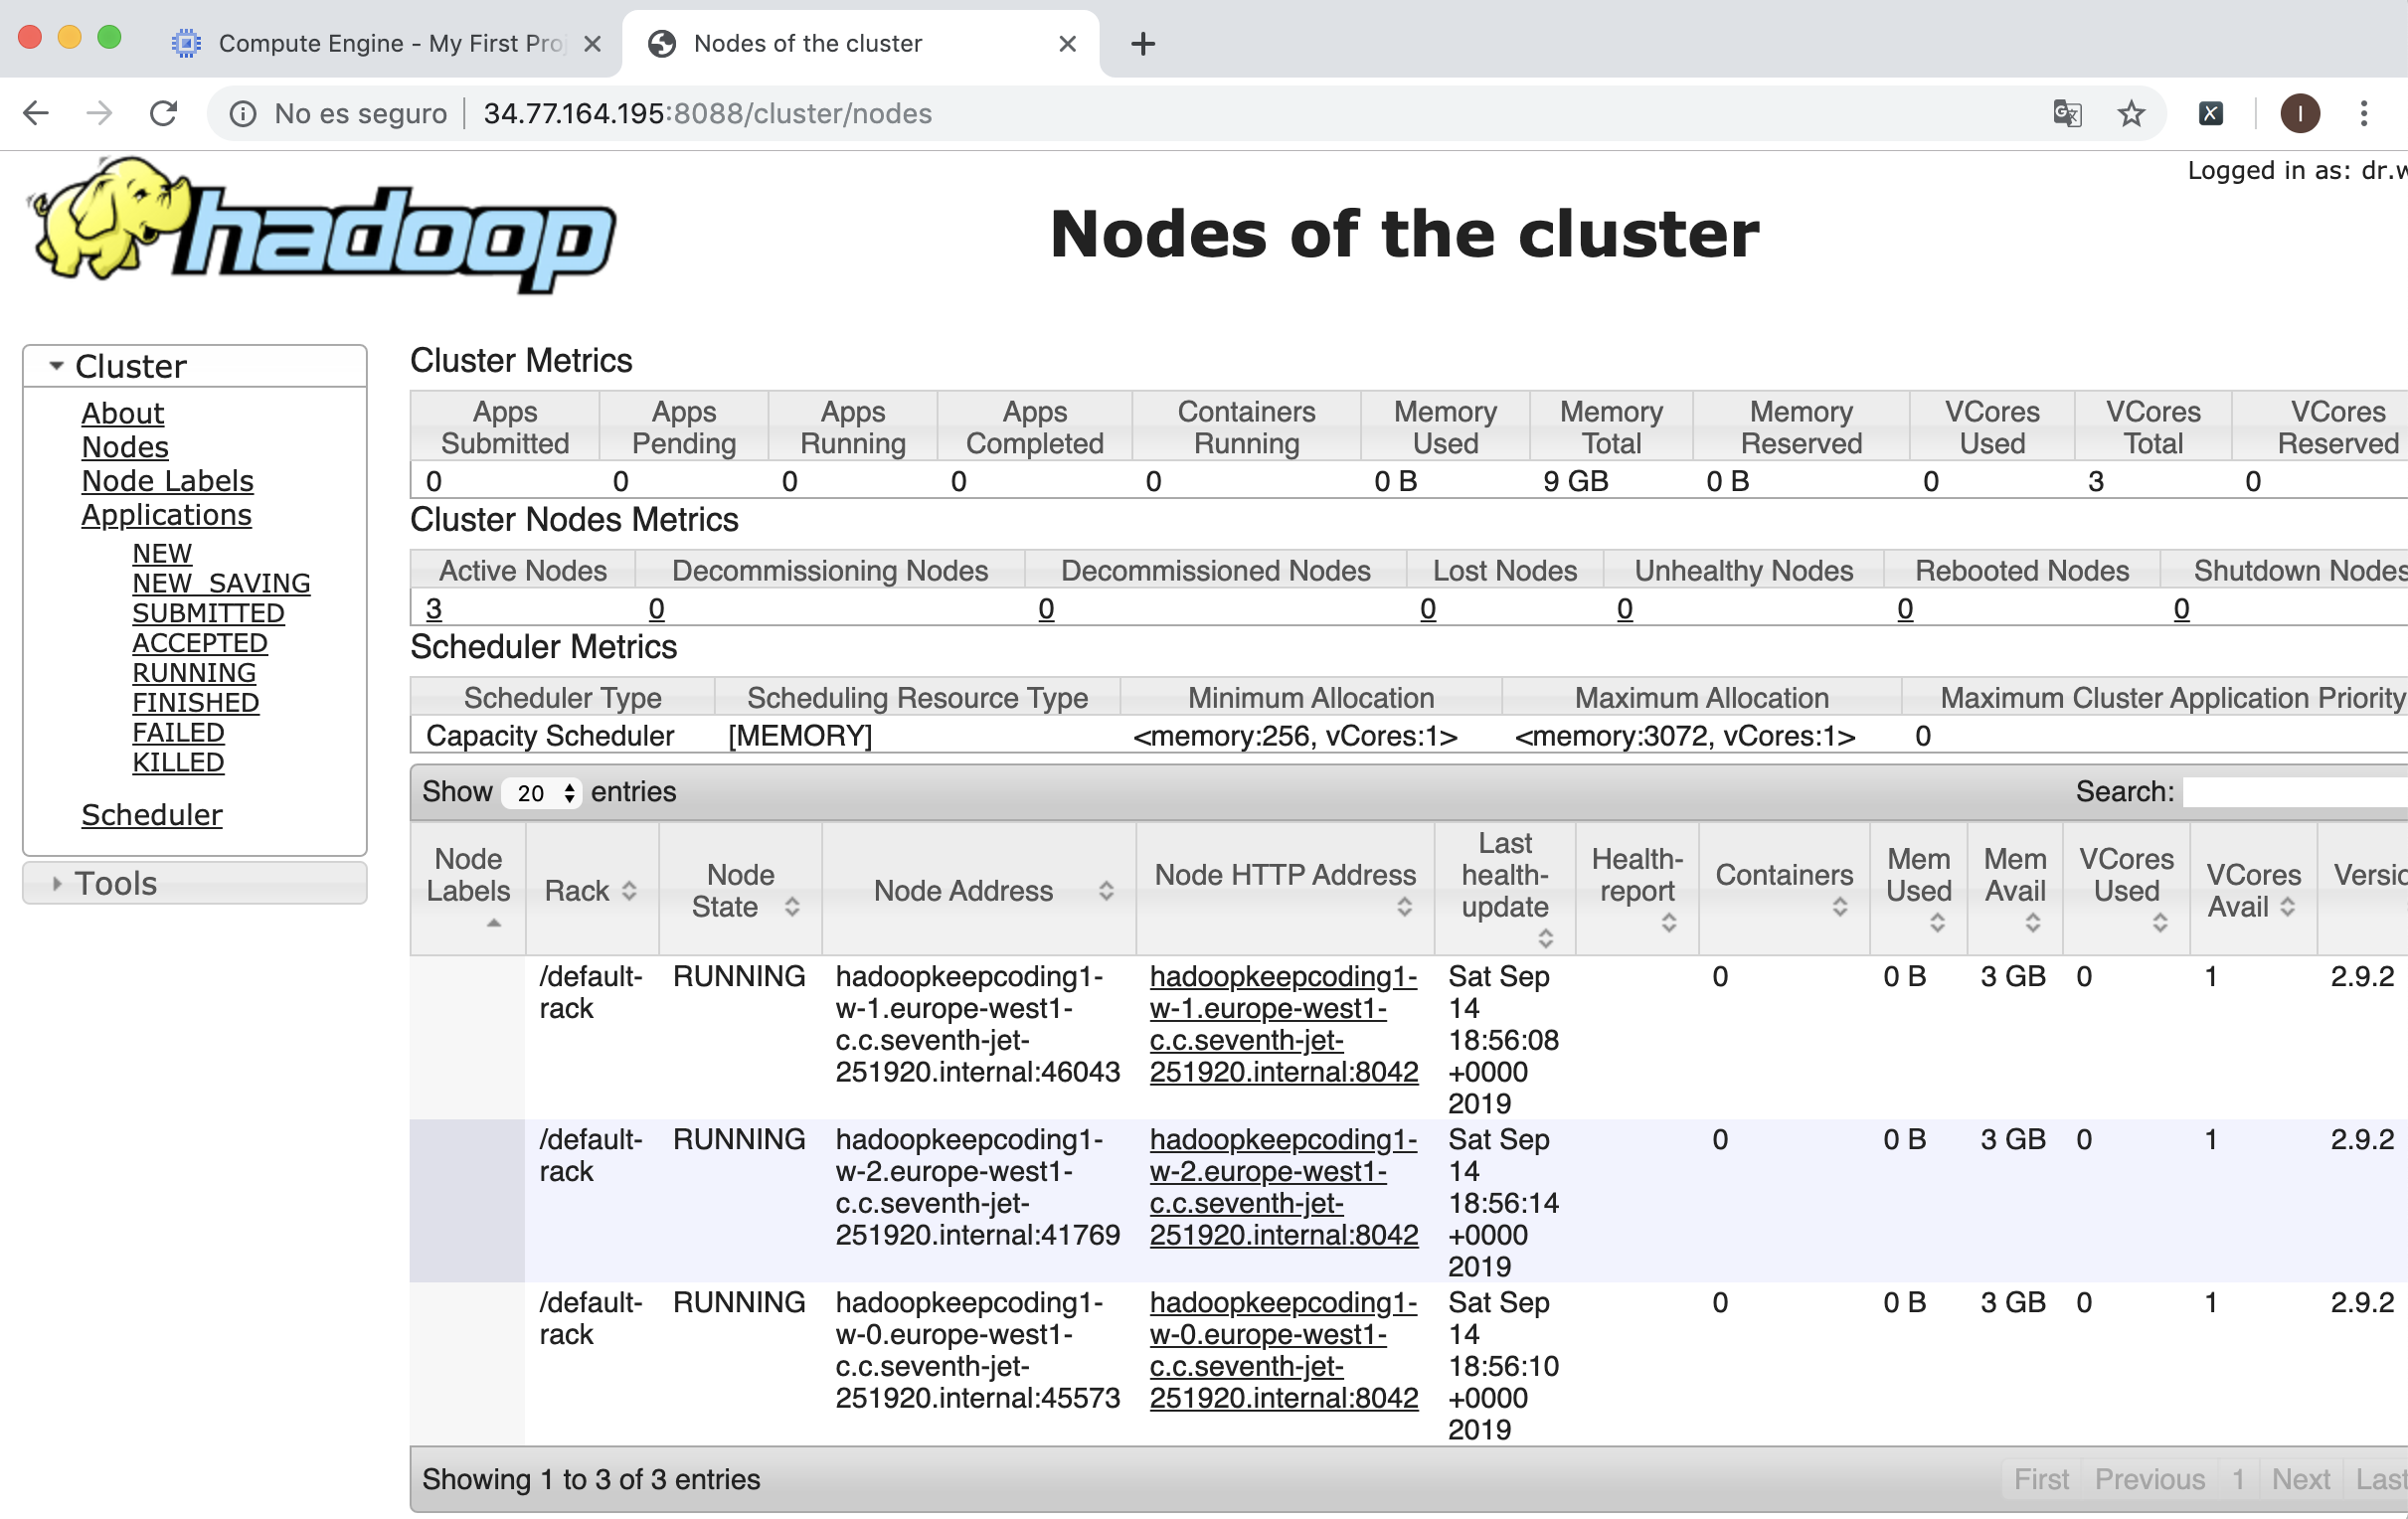 Compute Engine - My First Proj
Nodes of the cluster
No es seguro
34.77.164.195:8088/cluster/nodes
I
Logged in as: dr.w
hadoop
Nodes of the cluster
Cluster
About
Nodes
Node Labels
Applications
NEW
NEW_SAVING
SUBMITTED
ACCEPTED
RUNNING
FINISHED
FAILED
KILLED
Scheduler
Tools
Cluster Metrics
Apps Submitted Apps Pending Apps Running Apps Completed Containers Running Memory Used Memory Total Memory Reserved VCores Used VCores Total VCores Reserved
0 0 0 0 0 0 B 9 GB 0 B 0 3 0
Cluster Nodes Metrics
Active Nodes Decommissioning Nodes Decommissioned Nodes Lost Nodes Unhealthy Nodes Rebooted Nodes Shutdown Nodes
3 0 0 0 0 0 0
Scheduler Metrics
Scheduler Type Scheduling Resource Type Minimum Allocation Maximum Allocation Maximum Cluster Application Priority
Capacity Scheduler [MEMORY] <memory:256, vCores:1> <memory:3072, vCores:1> 0
Show 20 entries Search:
Node Labels Rack Node State Node Address Node HTTP Address Last health-update Health-report Containers Mem Used Mem Avail VCores Used VCores Avail Versio
/default- RUNNING hadoopkeepcoding1- hadoopkeepcoding1- Sat Sep 0 0 B 3 GB 0 1 2.9.2
rack w-1.europe-west1- w-1.europe-west1- 14
c.c.seventh-jet- c.c.seventh-jet- 18:56:08
251920.internal:46043 251920.internal:8042 +0000
2019
/default- RUNNING hadoopkeepcoding1- hadoopkeepcoding1- Sat Sep 0 0 B 3 GB 0 1 2.9.2
rack w-2.europe-west1- w-2.europe-west1- 14
c.c.seventh-jet- c.c.seventh-jet- 18:56:14
251920.internal:41769 251920.internal:8042 +0000
2019
/default- RUNNING hadoopkeepcoding1- hadoopkeepcoding1- Sat Sep 0 0 B 3 GB 0 1 2.9.2
rack w-0.europe-west1- w-0.europe-west1- 14
c.c.seventh-jet- c.c.seventh-jet- 18:56:10
251920.internal:45573 251920.internal:8042 +0000
2019
Showing 1 to 3 of 3 entries First Previous 1 Next Last